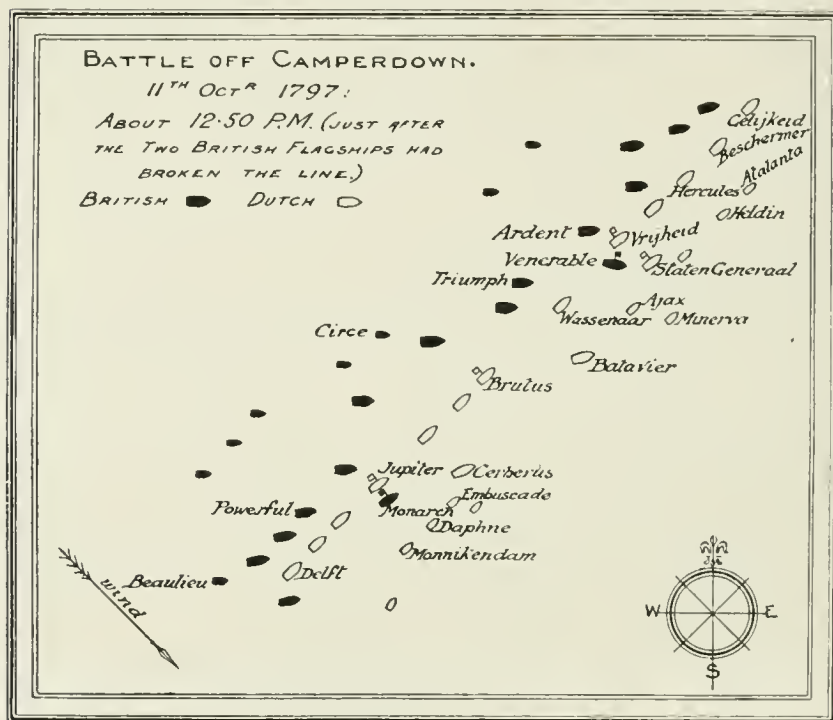 BATTLE OFF CAMPERDOWN.
11TH OCTR 1797:
ABOUT 12·50 P.M. (JUST AFTER
THE TWO BRITISH FLAGSHIPS HAD
BROKEN THE LINE.)
BRITISH DUTCH
Gelijkeid
Beschermer
Atalanta
Hercules
Heldin
Ardent
Vrijheid
Venerable
Staten Generaal
Triumph
Ajax
Wassenaar
Minerva
Circe
Batavier
Brutus
Jupiter
Cerberus
Embuscade
Powerful
Monarch
Daphne
Monnikendam
Beaulieu
Delft
wind
W
E
S